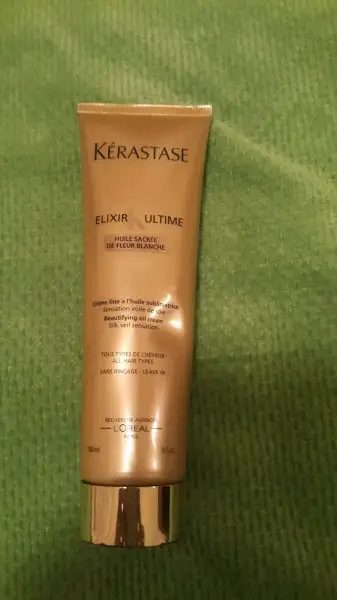 KÉRASTASE
ELIXIR ULTIME
HUILE SACRÉE
DE FLEUR BLANCHE
Crème fine à l'huile sublimatrice
Sensation voile de soie
Beautifying oil cream
Silk veil sensation
TOUS TYPES DE CHEVEUX
ALL HAIR TYPES
SANS RINÇAGE - LEAVE IN
RECHERCHE AVANCÉE
L'ORÉAL
PARIS